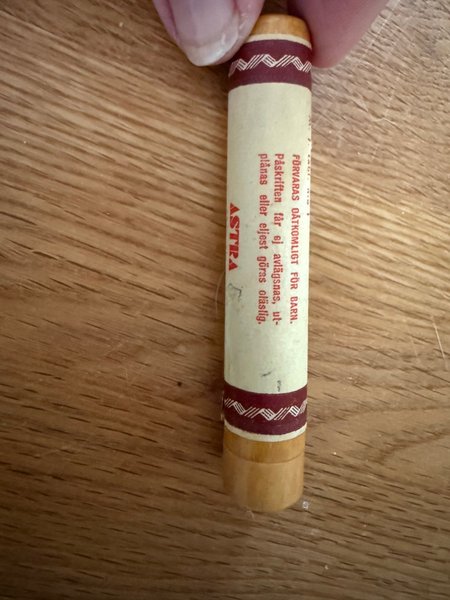 FÖRVARAS OÅTKOMLIGT FÖR BARN.
Påskriften får ej avlägsnas, ut-
plånas eller eljest göras oläslig.
ASTRA